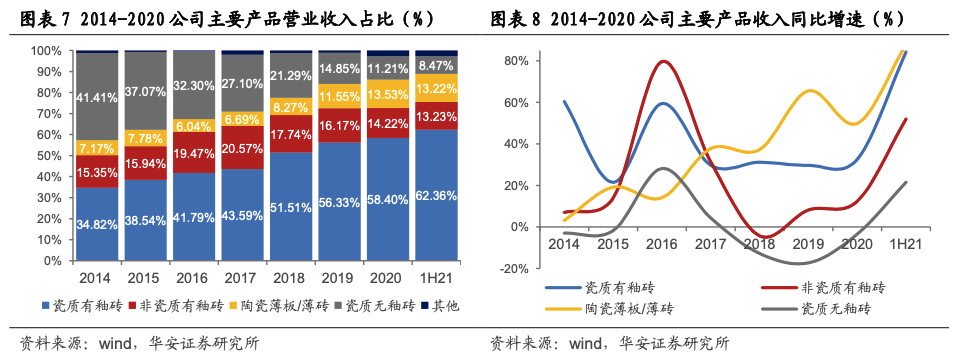 图表 7 2014-2020 公司主要产品营业收入占比（%）
100%
90%
80%
70%
60%
50%
40%
30%
20%
10%
0%
41.41% 37.07% 32.30% 27.10% 21.29% 14.85% 11.21% 8.47%
7.17% 7.78% 6.04% 6.69% 8.27% 11.55% 13.53% 13.22%
15.35% 15.94% 19.47% 20.57% 17.74% 16.17% 14.22% 13.23%
34.82% 38.54% 41.79% 43.59% 51.51% 56.33% 58.40% 62.36%
2014 2015 2016 2017 2018 2019 2020 1H21
瓷质有釉砖 非瓷质有釉砖 陶瓷薄板/薄砖 瓷质无釉砖 其他
资料来源：wind，华安证券研究所
图表 8 2014-2020 公司主要产品收入同比增速（%）
80%
60%
40%
20%
0%
-20%
2014 2015 2016 2017 2018 2019 2020 1H21
瓷质有釉砖 非瓷质有釉砖
陶瓷薄板/薄砖 瓷质无釉砖
资料来源：wind，华安证券研究所